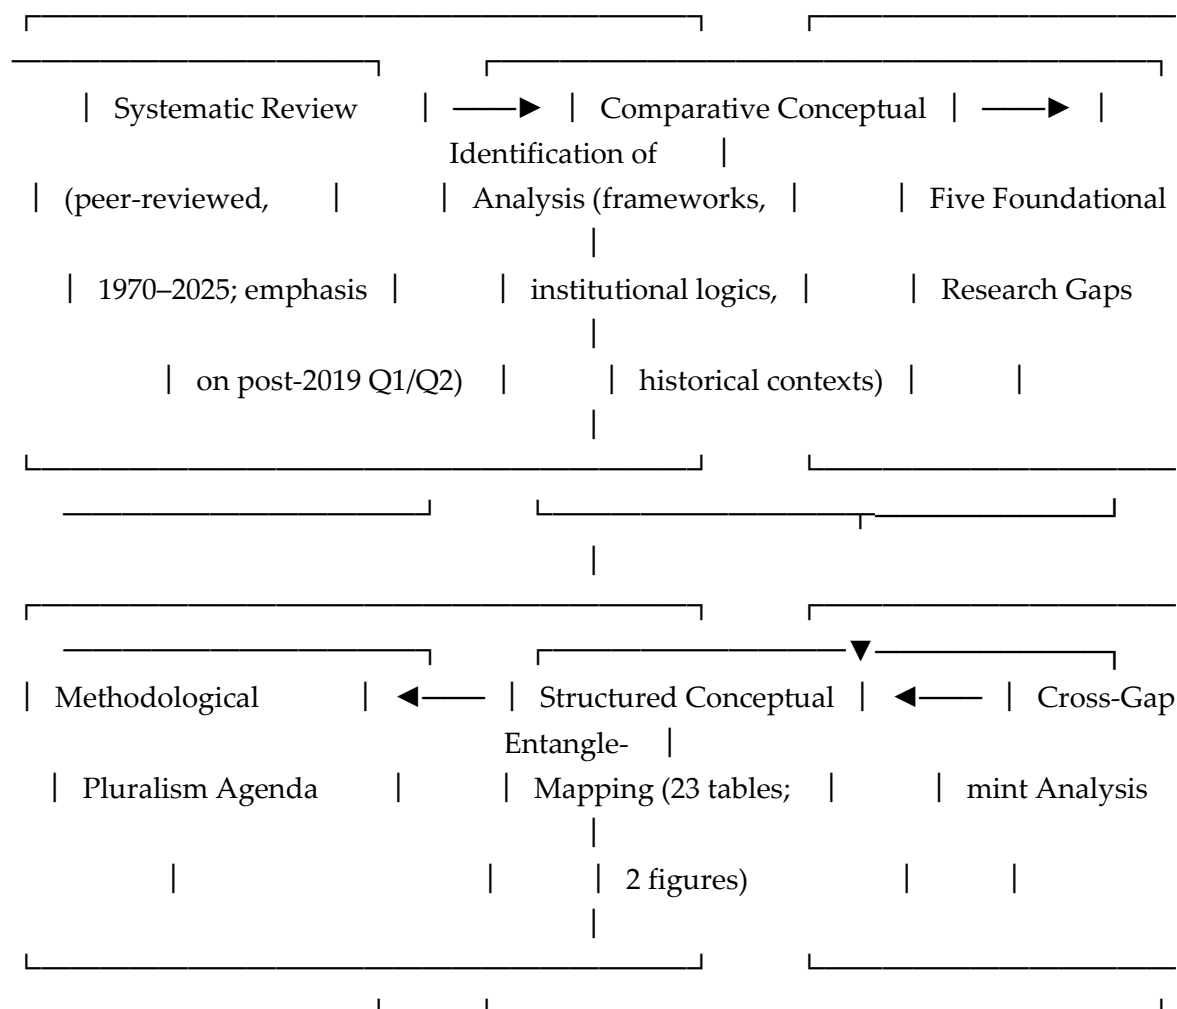 Systematic Review Comparative Conceptual
Identification of
(peer-reviewed, Analysis (frameworks, Five Foundational
1970–2025; emphasis institutional logics, Research Gaps
on post-2019 Q1/Q2) historical contexts)
Methodological Structured Conceptual Cross-Gap
Entangle-
Pluralism Agenda Mapping (23 tables; mint Analysis
2 figures)